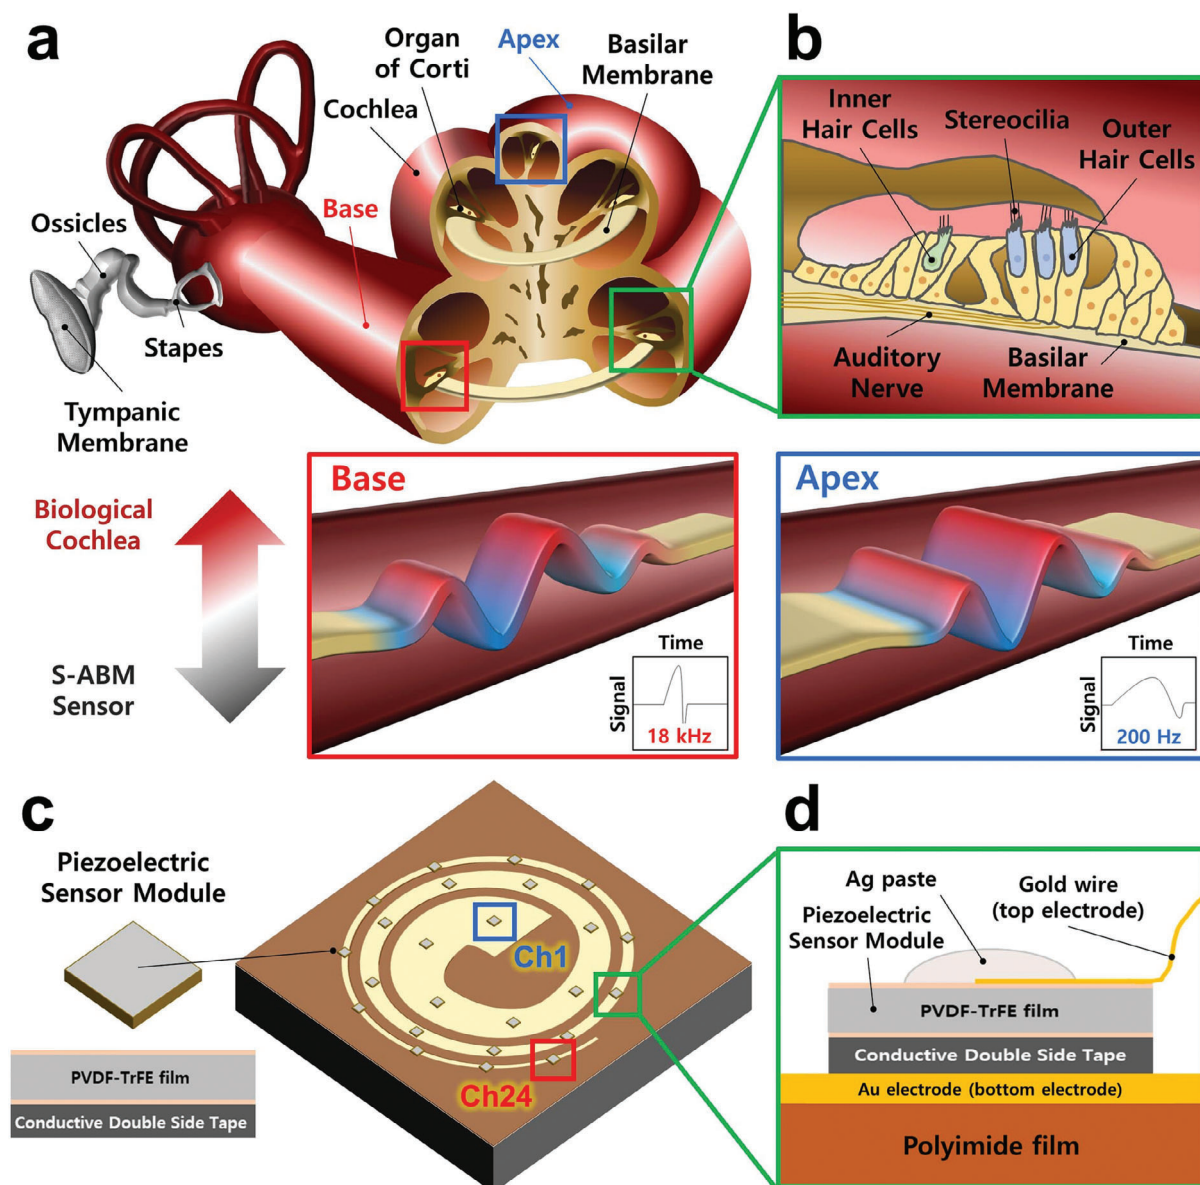 a
Organ
of Corti
Apex
Basilar
Membrane
Cochlea
Base
Ossicles
Stapes
Tympanic
Membrane
b
Inner
Hair Cells
Stereocilia
Outer
Hair Cells
Auditory
Nerve
Basilar
Membrane
Biological
Cochlea
S-ABM
Sensor
Base
Time
Signal
18 kHz
Apex
Time
Signal
200 Hz
c
Piezoelectric
Sensor Module
PVDF-TrFE film
Conductive Double Side Tape
Ch1
Ch24
d
Ag paste
Gold wire
(top electrode)
Piezoelectric
Sensor Module
PVDF-TrFE film
Conductive Double Side Tape
Au electrode (bottom electrode)
Polyimide film